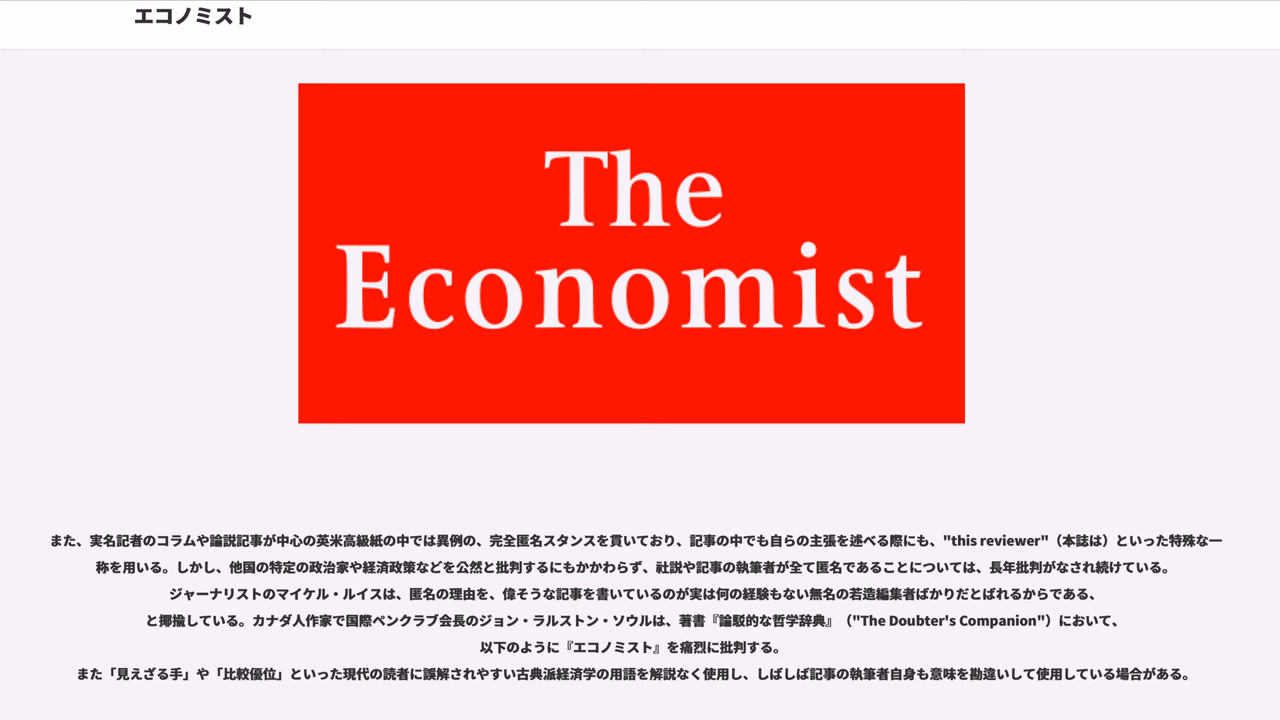 エコノミスト
The
Economist
また、実名記者のコラムや論説記事が中心の英米高級紙の中では異例の、完全匿名スタンスを貫いており、記事の中でも自らの主張を述べる際にも、"this reviewer"（本誌は）といった特殊な一
称を用いる。しかし、他国の特定の政治家や経済政策などを公然と批判するにもかかわらず、社説や記事の執筆者が全て匿名であることについては、長年批判がなされ続けている。
ジャーナリストのマイケル・ルイスは、匿名の理由を、偉そうな記事を書いているのが実は何の経験もない無名の若造編集者ばかりだとばれるからである、
と揶揄している。カナダ人作家で国際ペンクラブ会長のジョン・ラルストン・ソウルは、著書『論駁的な哲学辞典』（"The Doubter's Companion"）において、
以下のように『エコノミスト』を痛烈に批判する。
また「見えざる手」や「比較優位」といった現代の読者に誤解されやすい古典派経済学の用語を解説なく使用し、しばしば記事の執筆者自身も意味を勘違いして使用している場合がある。